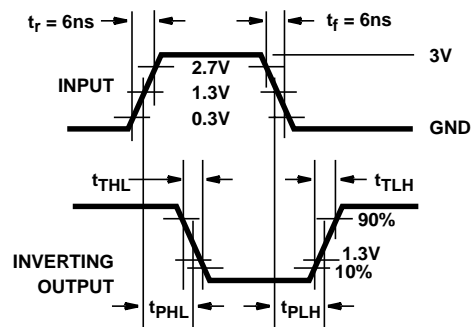 tr = 6ns
tf = 6ns
3V
2.7V
INPUT
1.3V
0.3V
GND
tTHL
tTLH
90%
1.3V
INVERTING
OUTPUT
10%
tPHL
tPLH